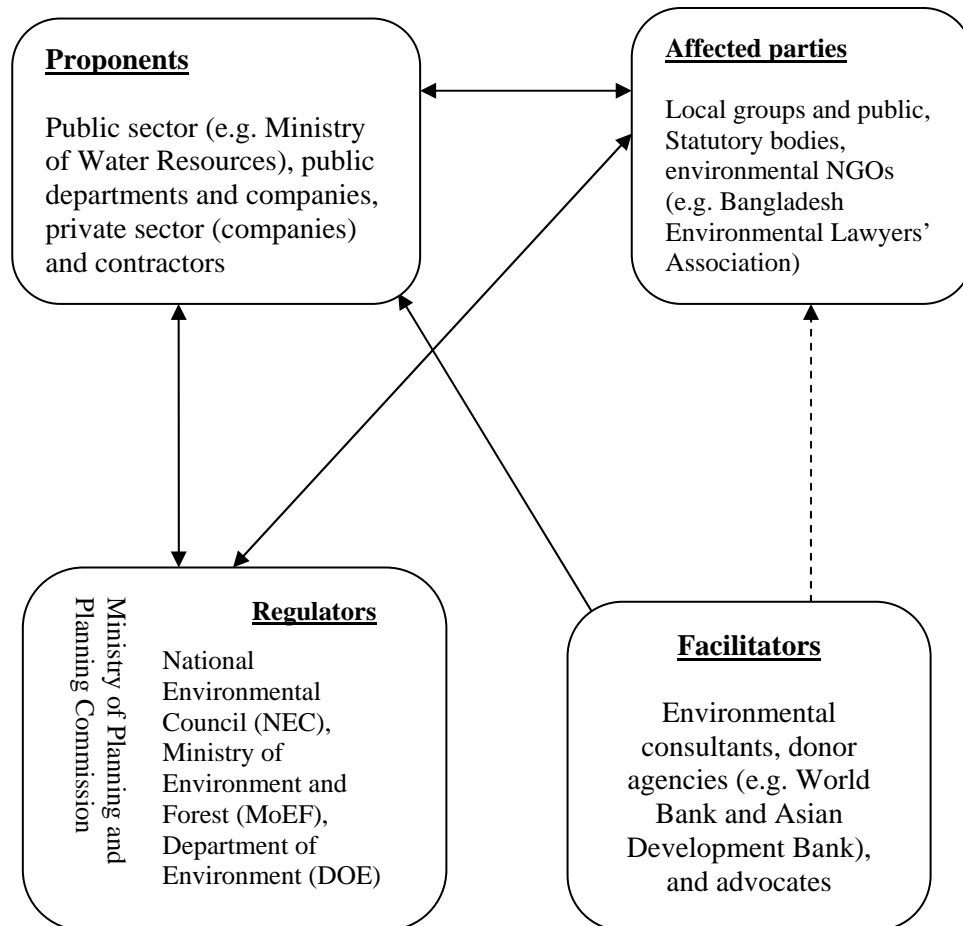 Proponents
Public sector (e.g. Ministry
of Water Resources), public
departments and companies,
private sector (companies)
and contractors
Affected parties
Local groups and public,
Statutory bodies,
environmental NGOs
(e.g. Bangladesh
Environmental Lawyers’
Association)
Ministry of Planning and
Planning Commission
Regulators
National
Environmental
Council (NEC),
Ministry of
Environment and
Forest (MoEF),
Department of
Environment (DOE)
Facilitators
Environmental
consultants, donor
agencies (e.g. World
Bank and Asian
Development Bank),
and advocates